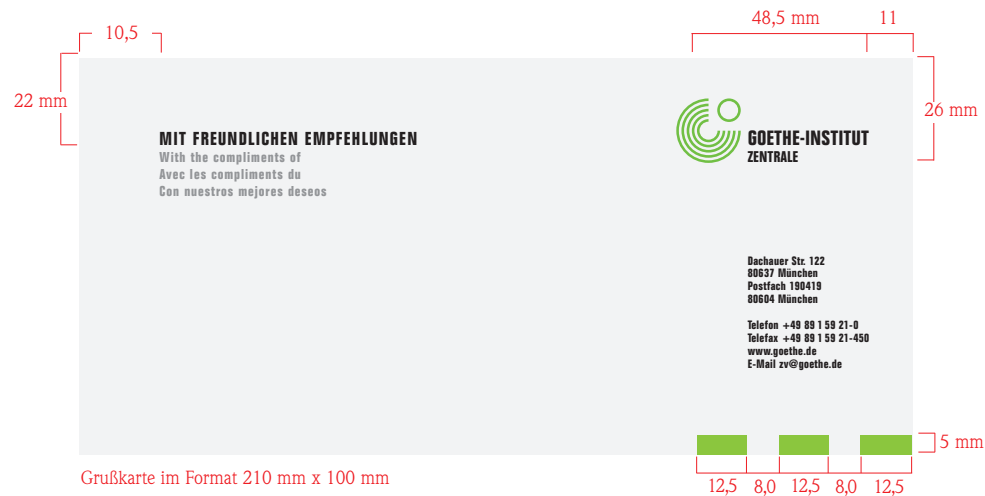 10,5
48,5 mm
11
22 mm
26 mm
MIT FREUNDLICHEN EMPFEHLUNGEN
With the compliments of
Avec les compliments du
Con nuestros mejores deseos
GOETHE-INSTITUT
ZENTRALE
Dachauer Str. 122
80637 München
Postfach 190419
80604 München
Telefon +49 89 1 59 21-0
Telefax +49 89 1 59 21-450
www.goethe.de
E-Mail zv@goethe.de
5 mm
Grußkarte im Format 210 mm x 100 mm
12,5 8,0 12,5 8,0 12,5